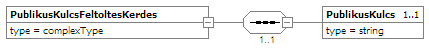 PublikusKulcsFeltoltesKerdes
type = complexType
1..1
PublikusKulcs 1..1
type = string